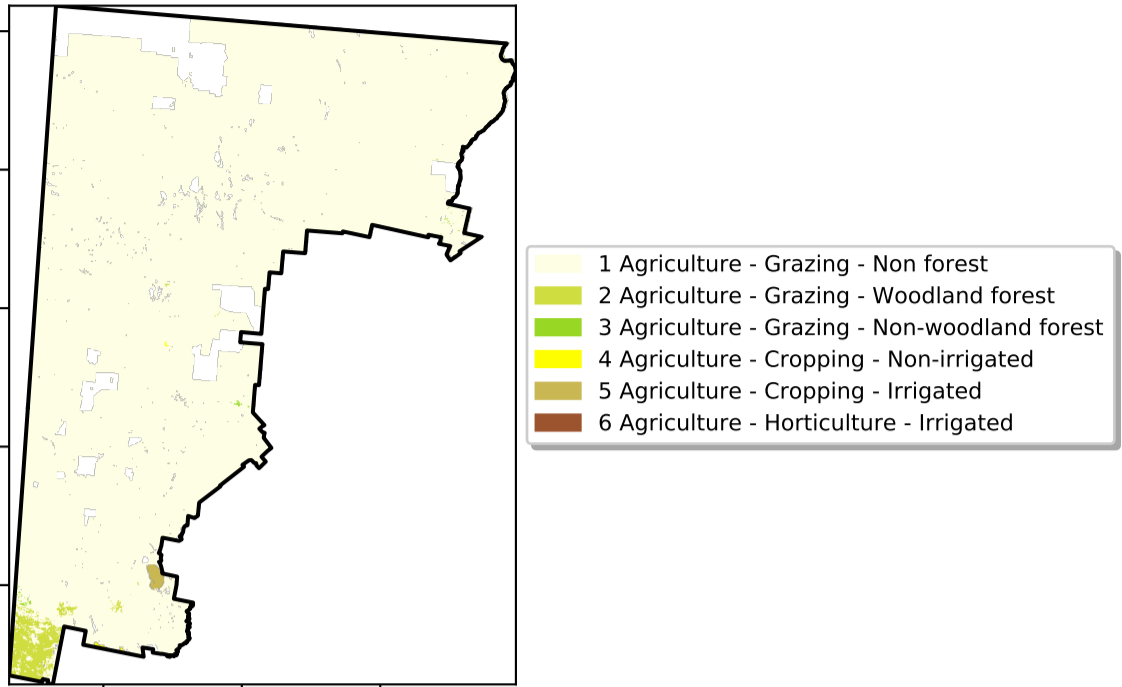 1 Agriculture - Grazing - Non forest
2 Agriculture - Grazing - Woodland forest
3 Agriculture - Grazing - Non-woodland forest
4 Agriculture - Cropping - Non-irrigated
5 Agriculture - Cropping - Irrigated
6 Agriculture - Horticulture - Irrigated